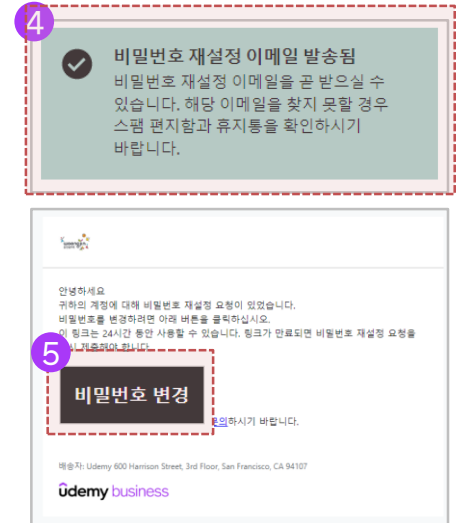 4
비밀번호 재설정 이메일 발송됨
비밀번호 재설정 이메일을 곧 받으실 수
있습니다. 해당 이메일을 찾지 못할 경우
스팸 편지함과 휴지통을 확인하시기
바랍니다.
안녕하세요
귀하의 계정에 대해 비밀번호 재설정 요청이 있었습니다.
비밀번호를 변경하려면 아래 버튼을 클릭하십시오.
이 링크는 24시간 동안 사용할 수 있습니다. 링크가 만료되면 비밀번호 재설정 요청을
제출해야 합니다
5
비밀번호 변경
하시기 바랍니다.
배송자: Udemy 600 Harrison Street, 3rd Floor, San Francisco, CA 94107
ûdemy business